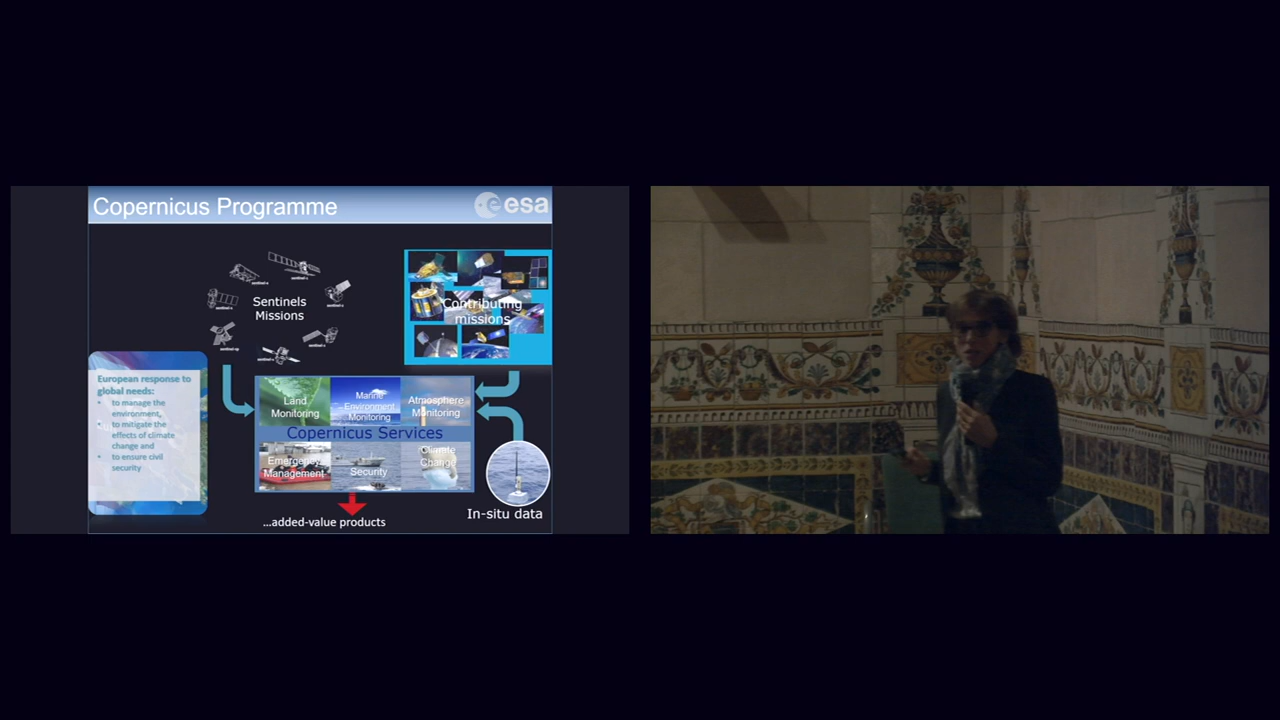 Copernicus Programme
esa
Sentinels
Missions
Contributing
missions
European response to
global needs:
• to manage the
environment,
• to mitigate the
effects of climate
change and
• to ensure civil
security
Land
Monitoring
Marine
Environment
Monitoring
Atmosphere
Monitoring
Copernicus Services
Emergency
Management
Security
Climate
Change
In-situ data
...added-value products